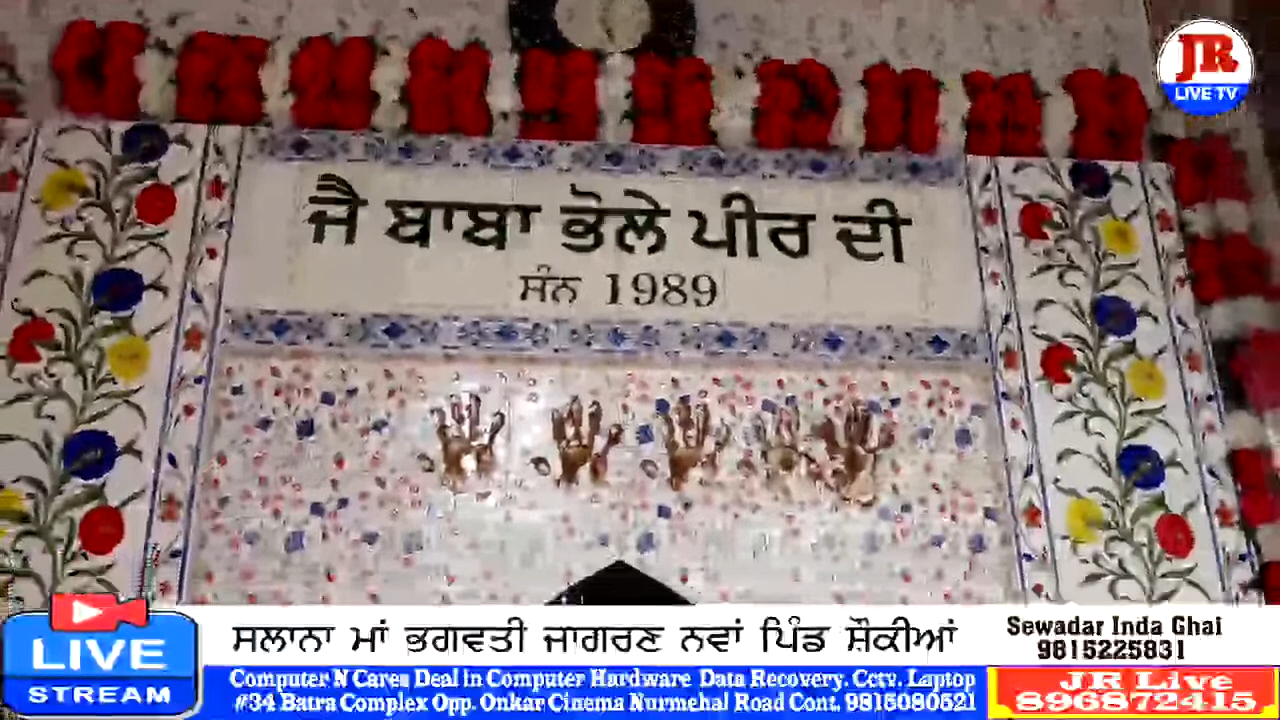 JR
LIVE TV
ਜੈ ਬਾਬਾ ਭੋਲੇ ਪੀਰ ਦੀ
ਸੰਨ 1989
LIVE
STREAM
ਸਲਾਨਾ ਮਾਂ ਭਗਵਤੀ ਜਾਗਰਣ ਨਵਾਂ ਪਿੰਡ ਸ਼ੌਕੀਆਂ
Sewadar Inda Ghai
9815225831
Computer N Cares Deal in Computer Hardware Data Recovery. Cctv. Laptop
#34 Batra Complex Opp. Onkar Cinema Nurmehal Road Cont. 9815080521
JR Live
896872415